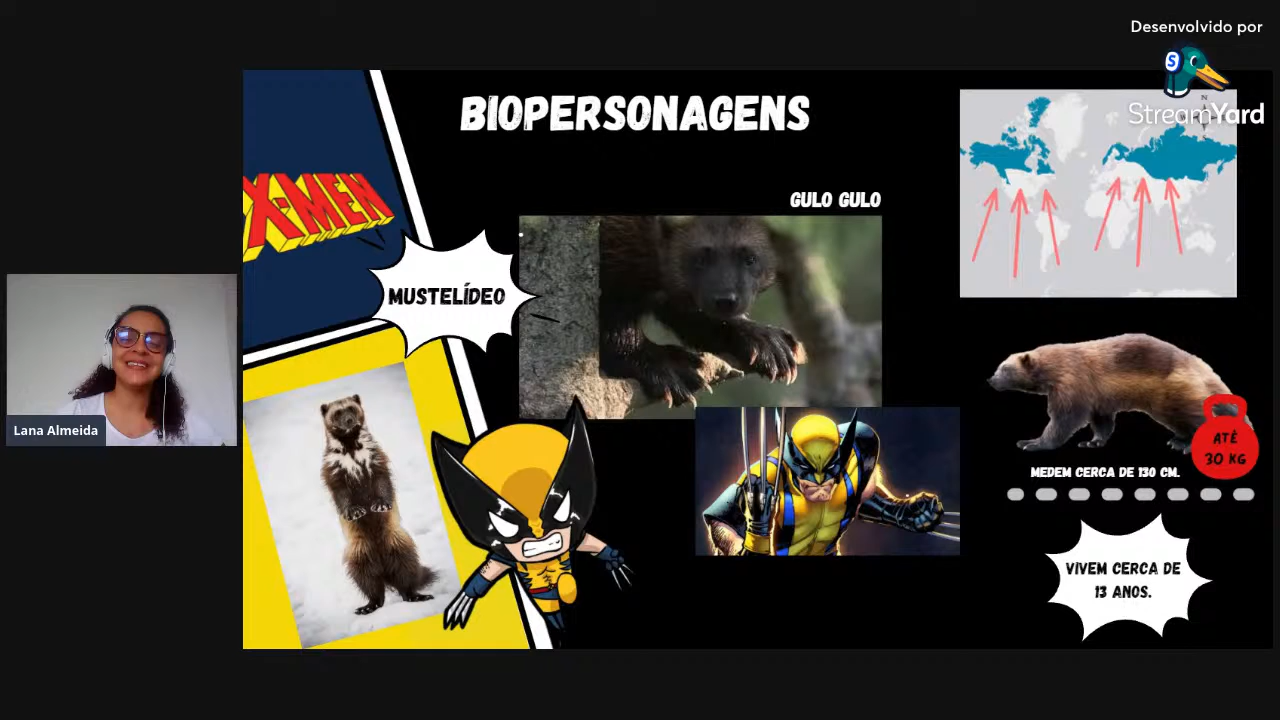 Desenvolvido por
S
StreamYard
BIOPERSONAGENS
N
X-MEN
GULO GULO
MUSTELÍDEO
Lana Almeida
ATÉ
30 KG
MEDEM CERCA DE 130 CM.
VIVEM CERCA DE
13 ANOS.